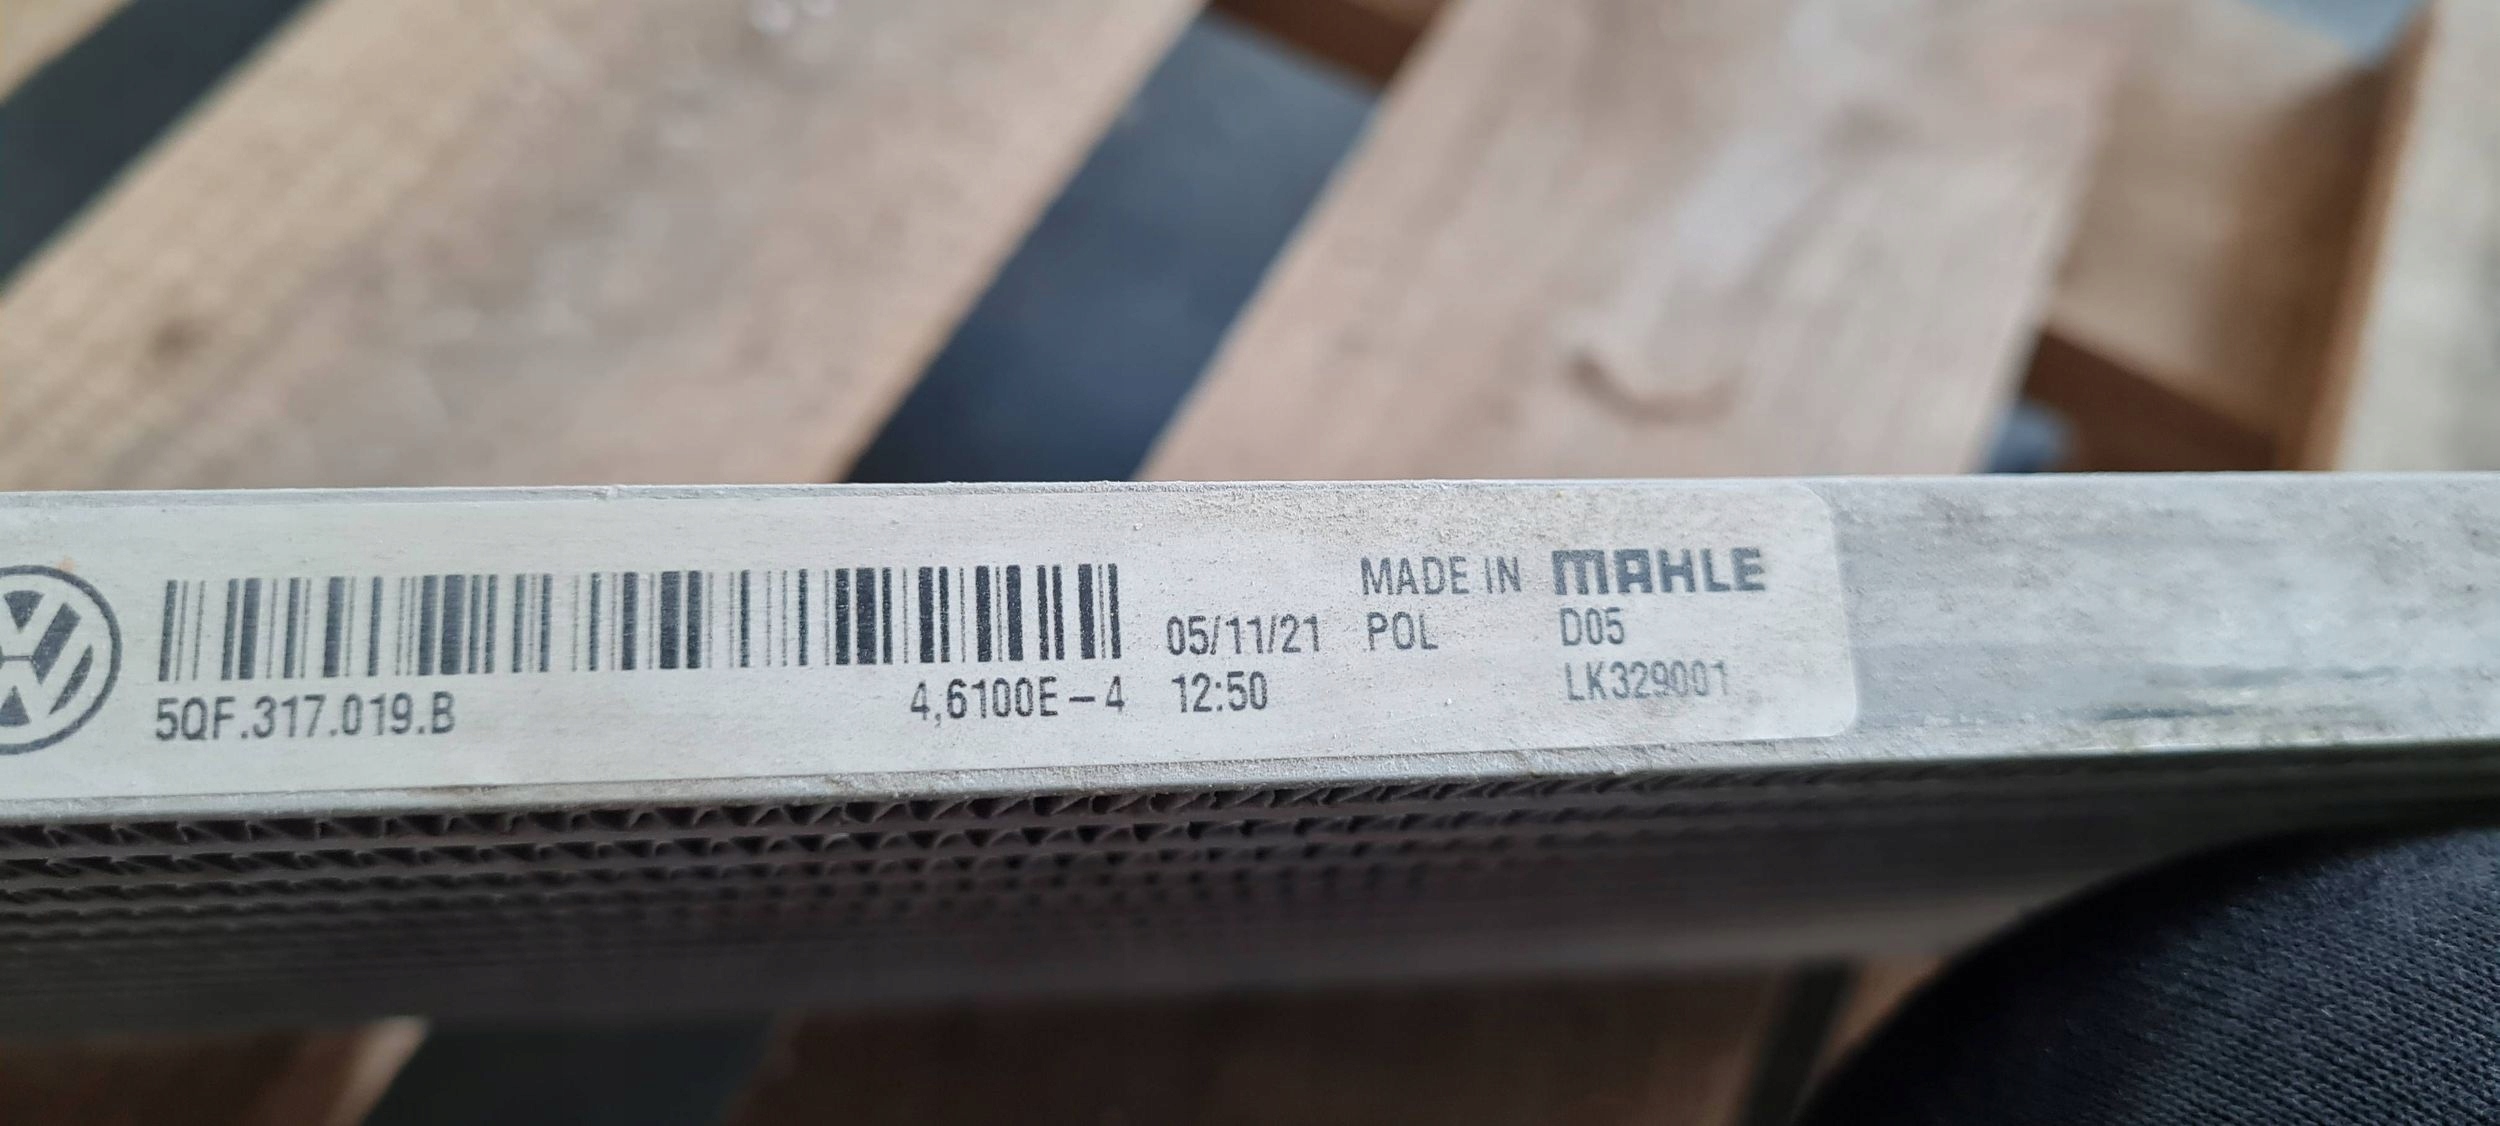 MADE IN MAHLE
05/11/21 POL D05
5QF.317.019.B 4,6100E-4 12:50 LK329001